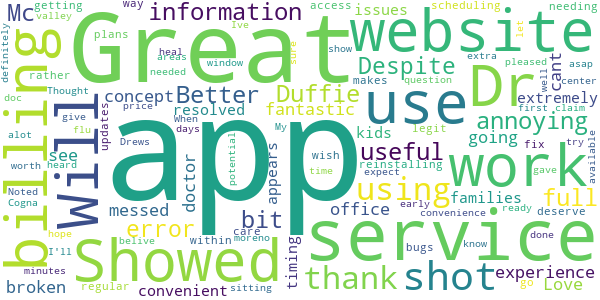 definitely
valley
getting
Mc
plans
rather
alot
doc
worth
Noted
Cogna
hope
broken
way
information
areas
heal
needed
concept
Thought
give
heard
flu
updates
price
When
days
Drews
I'll
see
billing
Will
messed
error
minutes
regular
convenient
Great
window
Better
doctor
app
Showed
bit
appears
within
belive
moreno
care
sitting
Ive
show
sure
Duffie
resolved
fantastic
My
potential
kids
wish
office
time
timing
thank
website
access
issues
Despite
makes
question
legit
use
useful
going
reinstalling
using
service
expect
early
shot
bugs
scheduling
needing
extra
pleased
Dr
cant
extremely
annoying
first
claim
fix
try
work
families
full
deserve
convenience
ready
gave
know
experience
done
go
Love
let
well
asap
center
available